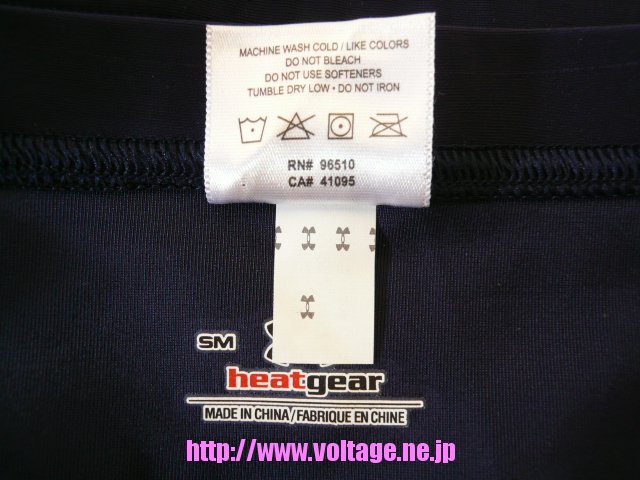 MACHINE WASH COLD / LIKE COLORS
DO NOT BLEACH
DO NOT USE SOFTENERS
TUMBLE DRY LOW • DO NOT IRON
RN# 96510
CA# 41095
SM
heatgear
MADE IN CHINA/FABRIQUE EN CHINE
http://www.voltage.ne.jp